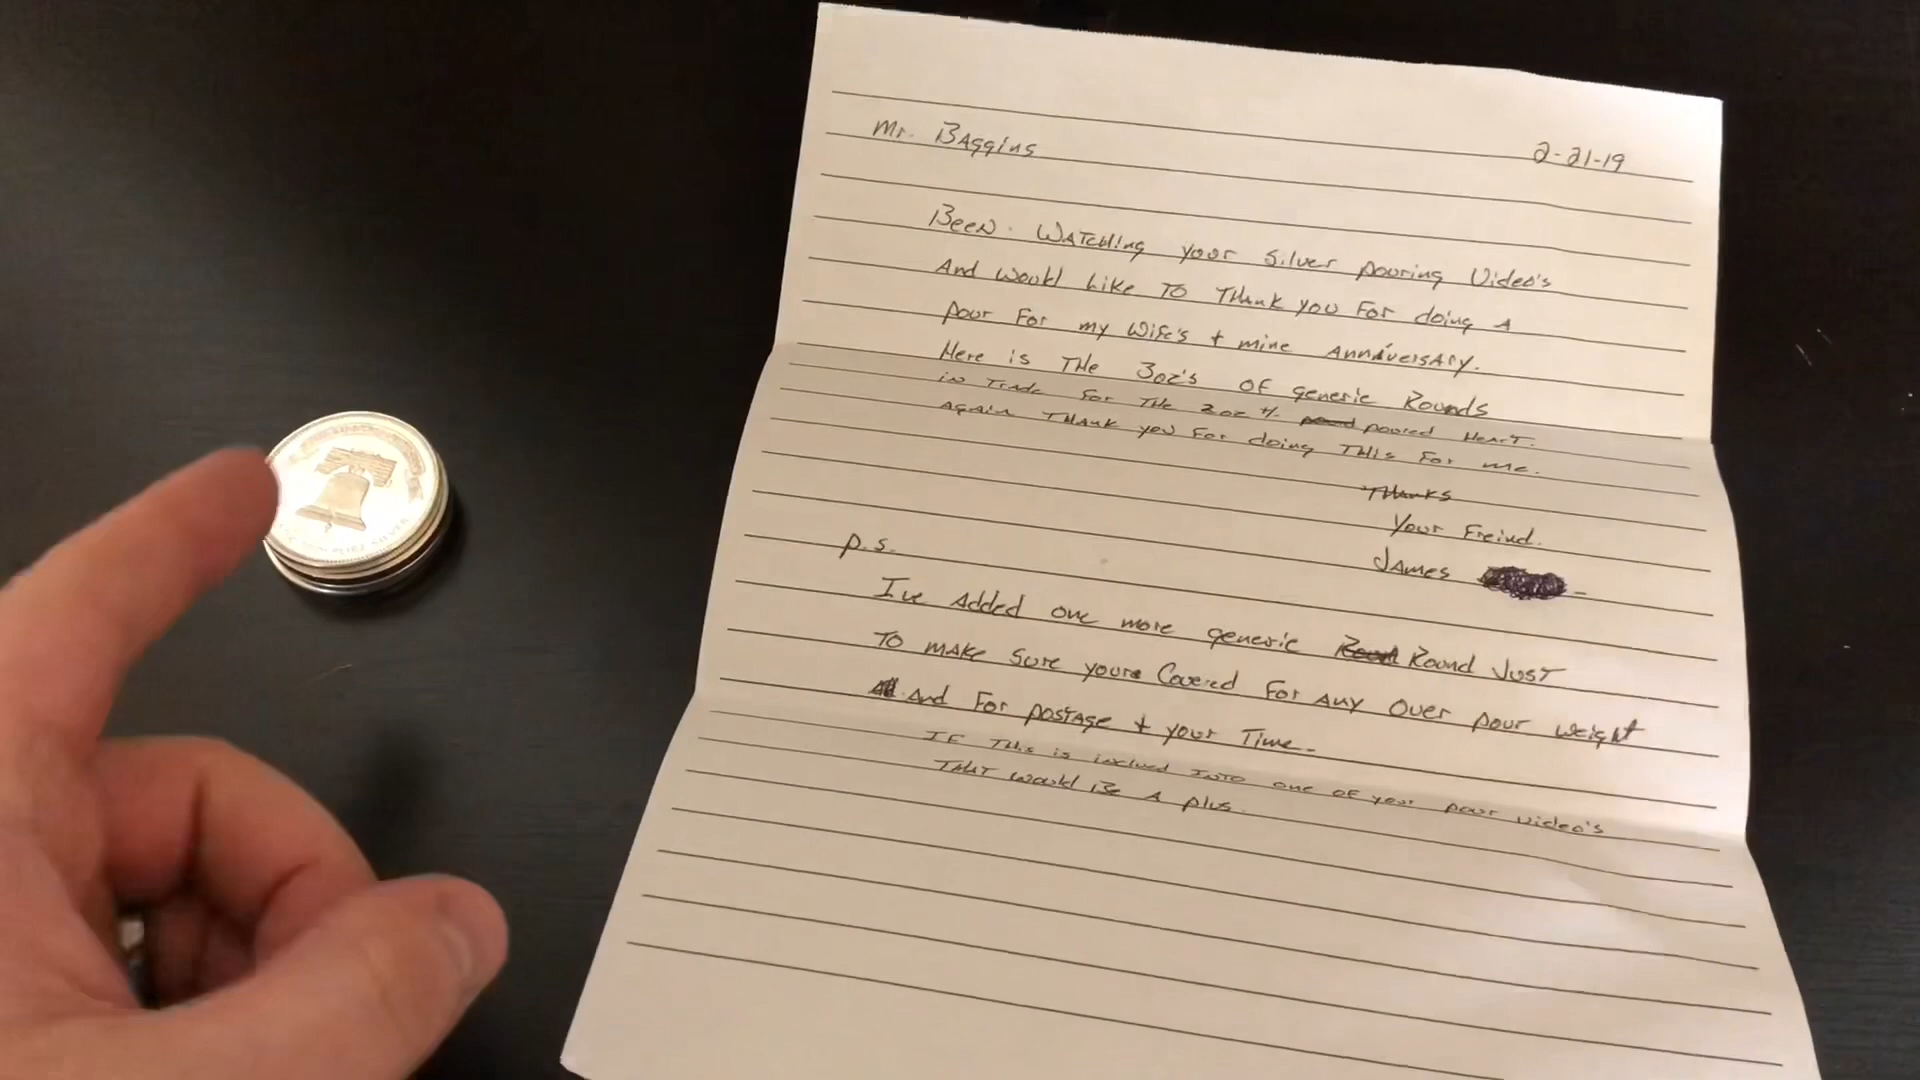 Mr. Baggins
2-21-19
Been. Watching your Silver pouring Video's
And would Like To Thank you For doing A
pour For my Wife's + mine Anniversary.
Here is The 3oz's of generic Rounds
in Trade for The 2oz +/- poured Heart.
Again Thank you For doing This For me.
Thanks
Your Freind.
James
p.s.
I've Added one more generic Round Just
To make Sure youre Covered For Any Over pour weight
And For postage + your Time.
IF This is inclued Into one of your pour video's
That would Be A plus.
SILVER